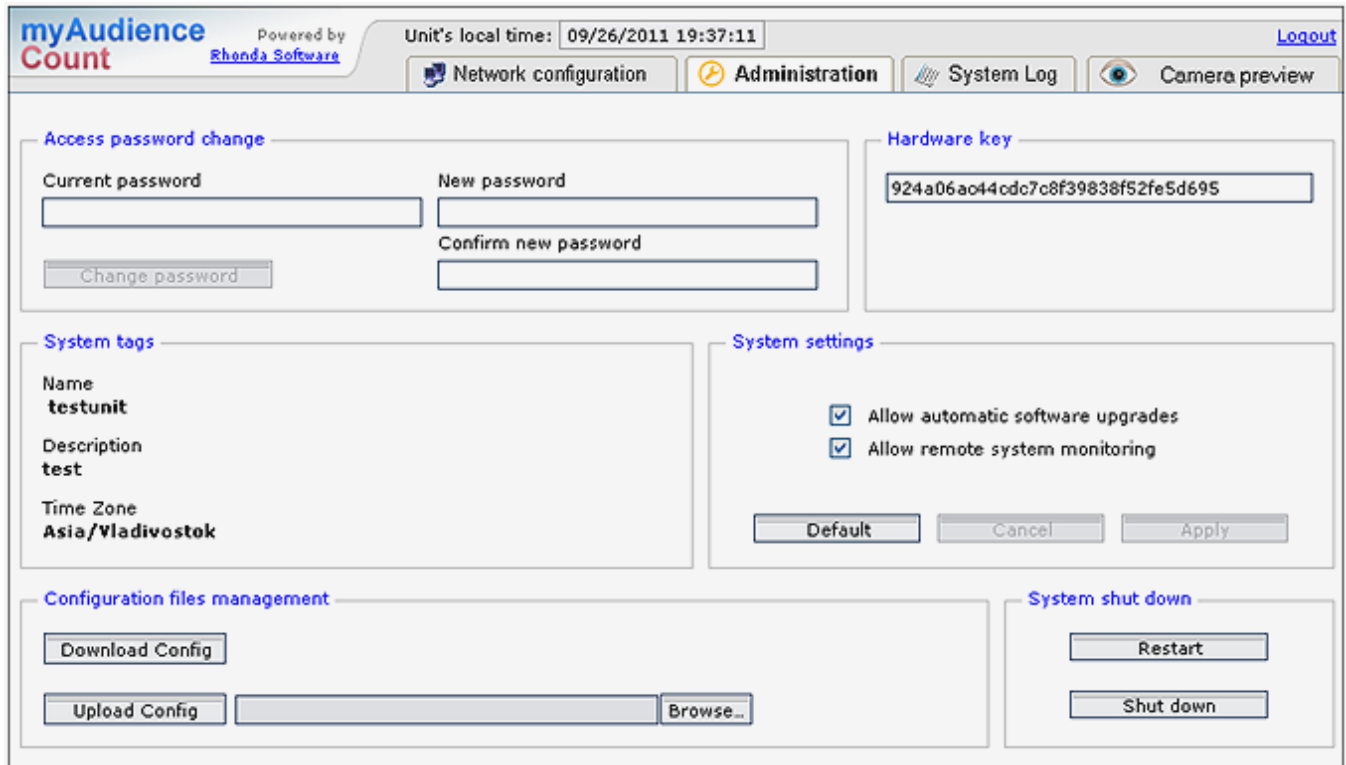 myAudience Count
Powered by
Rhonda Software
Unit's local time: 09/26/2011 19:37:11
Logout
Network configuration
Administration
System Log
Camera preview
Access password change
Current password
New password
Confirm new password
Change password
Hardware key
924a06ac44cdc7c8f39838f52fe5d695
System tags
Name
testunit
Description
test
Time Zone
Asia/Vladivostok
System settings
Allow automatic software upgrades
Allow remote system monitoring
Default
Cancel
Apply
Configuration files management
Download Config
Upload Config
Browse...
System shut down
Restart
Shut down